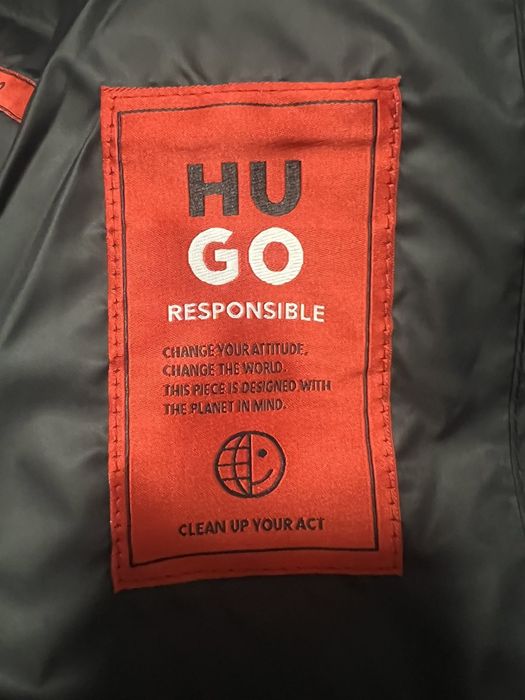 HU
GO
RESPONSIBLE
CHANGE YOUR ATTITUDE,
CHANGE THE WORLD.
THIS PIECE IS DESIGNED WITH
THE PLANET IN MIND.
CLEAN UP YOUR ACT